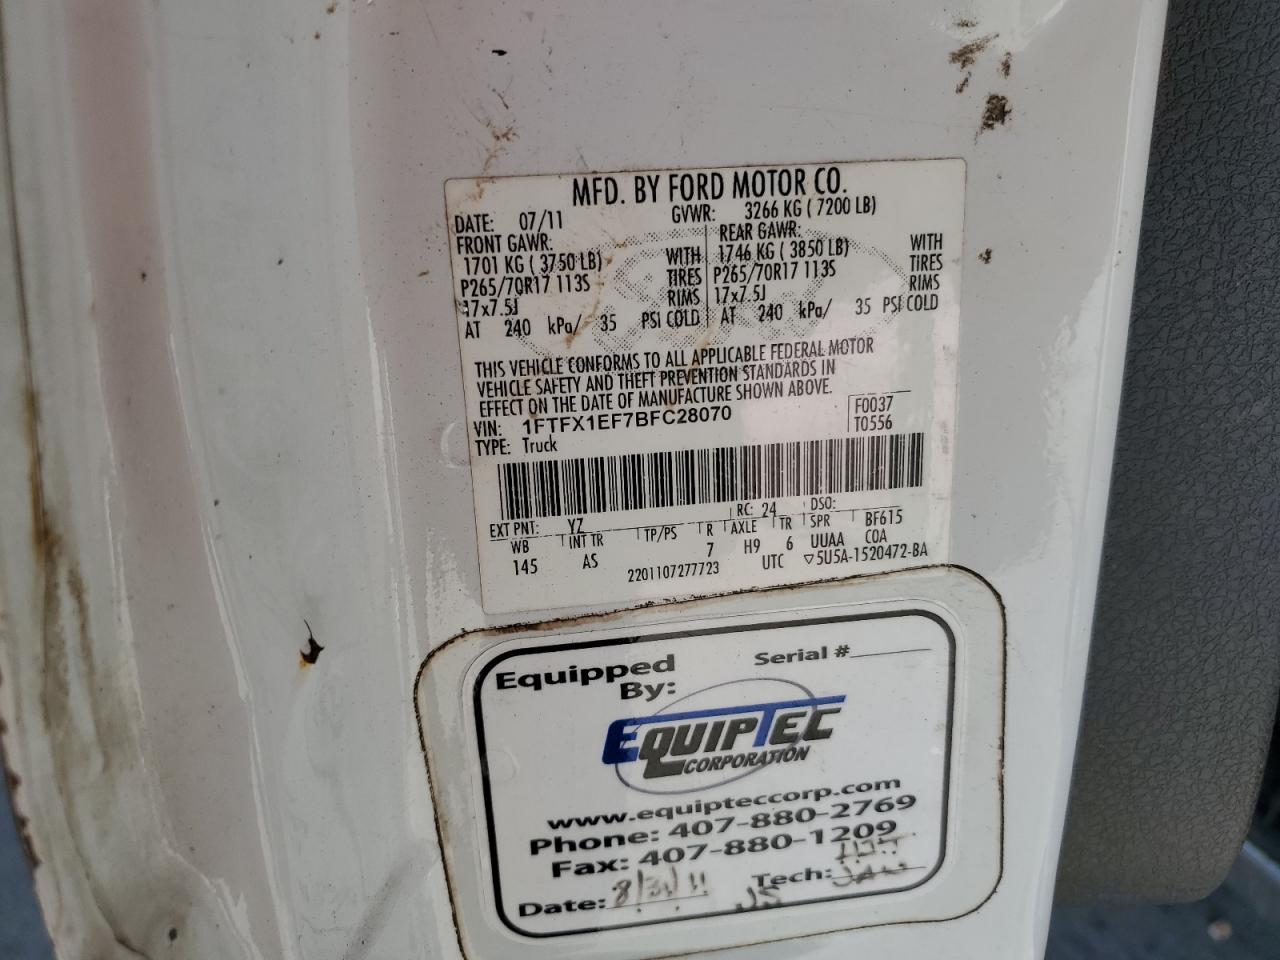 MFD. BY FORD MOTOR CO.
DATE: 07/11 GVWR: 3266 KG ( 7200 LB)
FRONT GAWR: REAR GAWR:
1701 KG ( 3750 LB) WITH 1746 KG ( 3850 LB) WITH
P265/70R17 113S TIRES P265/70R17 113S TIRES
17x7.5J RIMS 17x7.5J RIMS
AT 240 kPa/ 35 PSI COLD AT 240 kPa/ 35 PSI COLD
THIS VEHICLE CONFORMS TO ALL APPLICABLE FEDERAL MOTOR
VEHICLE SAFETY AND THEFT PREVENTION STANDARDS IN
EFFECT ON THE DATE OF MANUFACTURE SHOWN ABOVE.
VIN: 1FTFX1EF7BFC28070 F0037
TYPE: Truck T0556
EXT PNT: YZ RC: 24 DSO:
WB INT TR TP/PS R AXLE TR SPR BF615
145 AS 7 H9 6 UUAA COA
2201107277723 UTC ▽5U5A-1520472-BA
Equipped By: Serial #
EQUIPTEC
CORPORATION
www.equipteccorp.com
Phone: 407-880-2769
Fax: 407-880-1209
Date: 8/31/11 JS Tech: